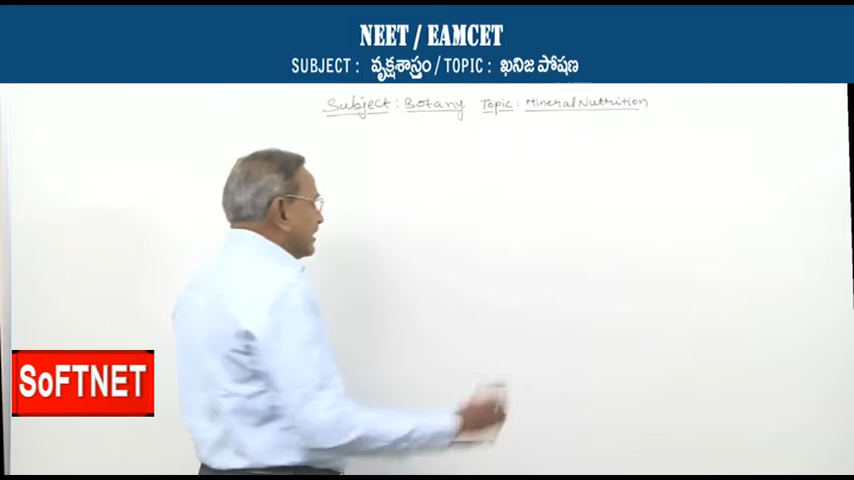 NEET / EAMCET
SUBJECT : వృక్షశాస్త్రం / TOPIC : ఖనిజ పోషణ
Subject : Botany Topic : Mineral Nutrition
SoFTNET